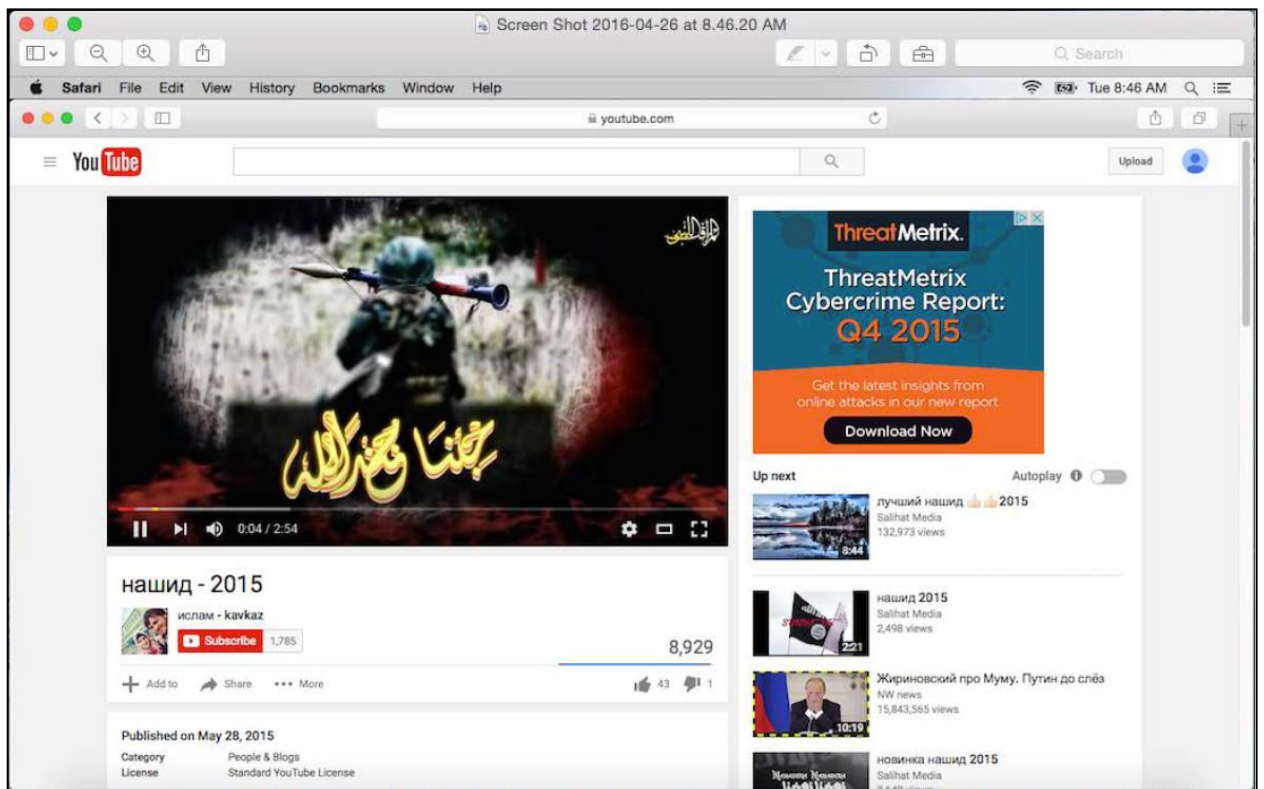 Screen Shot 2016-04-26 at 8.46.20 AM
Search
Safari File Edit View History Bookmarks Window Help
Tue 8:46 AM
youtube.com
YouTube
Upload
0:04 / 2:54
нашид - 2015
ислам - kavkaz
Subscribe 1,785
8,929
Add to Share More
43 1
Published on May 28, 2015
Category People & Blogs
License Standard YouTube License
ThreatMetrix.
ThreatMetrix
Cybercrime Report:
Q4 2015
Get the latest insights from
online attacks in our new report
Download Now
Up next
Autoplay
лучший нашид 👍👍2015
Salihat Media
132,973 views
8:44
нашид 2015
Salihat Media
2,498 views
2:21
Жириновский про Муму. Путин до слёз
NW news
15,843,565 views
10:19
новинка нашид 2015
Salihat Media